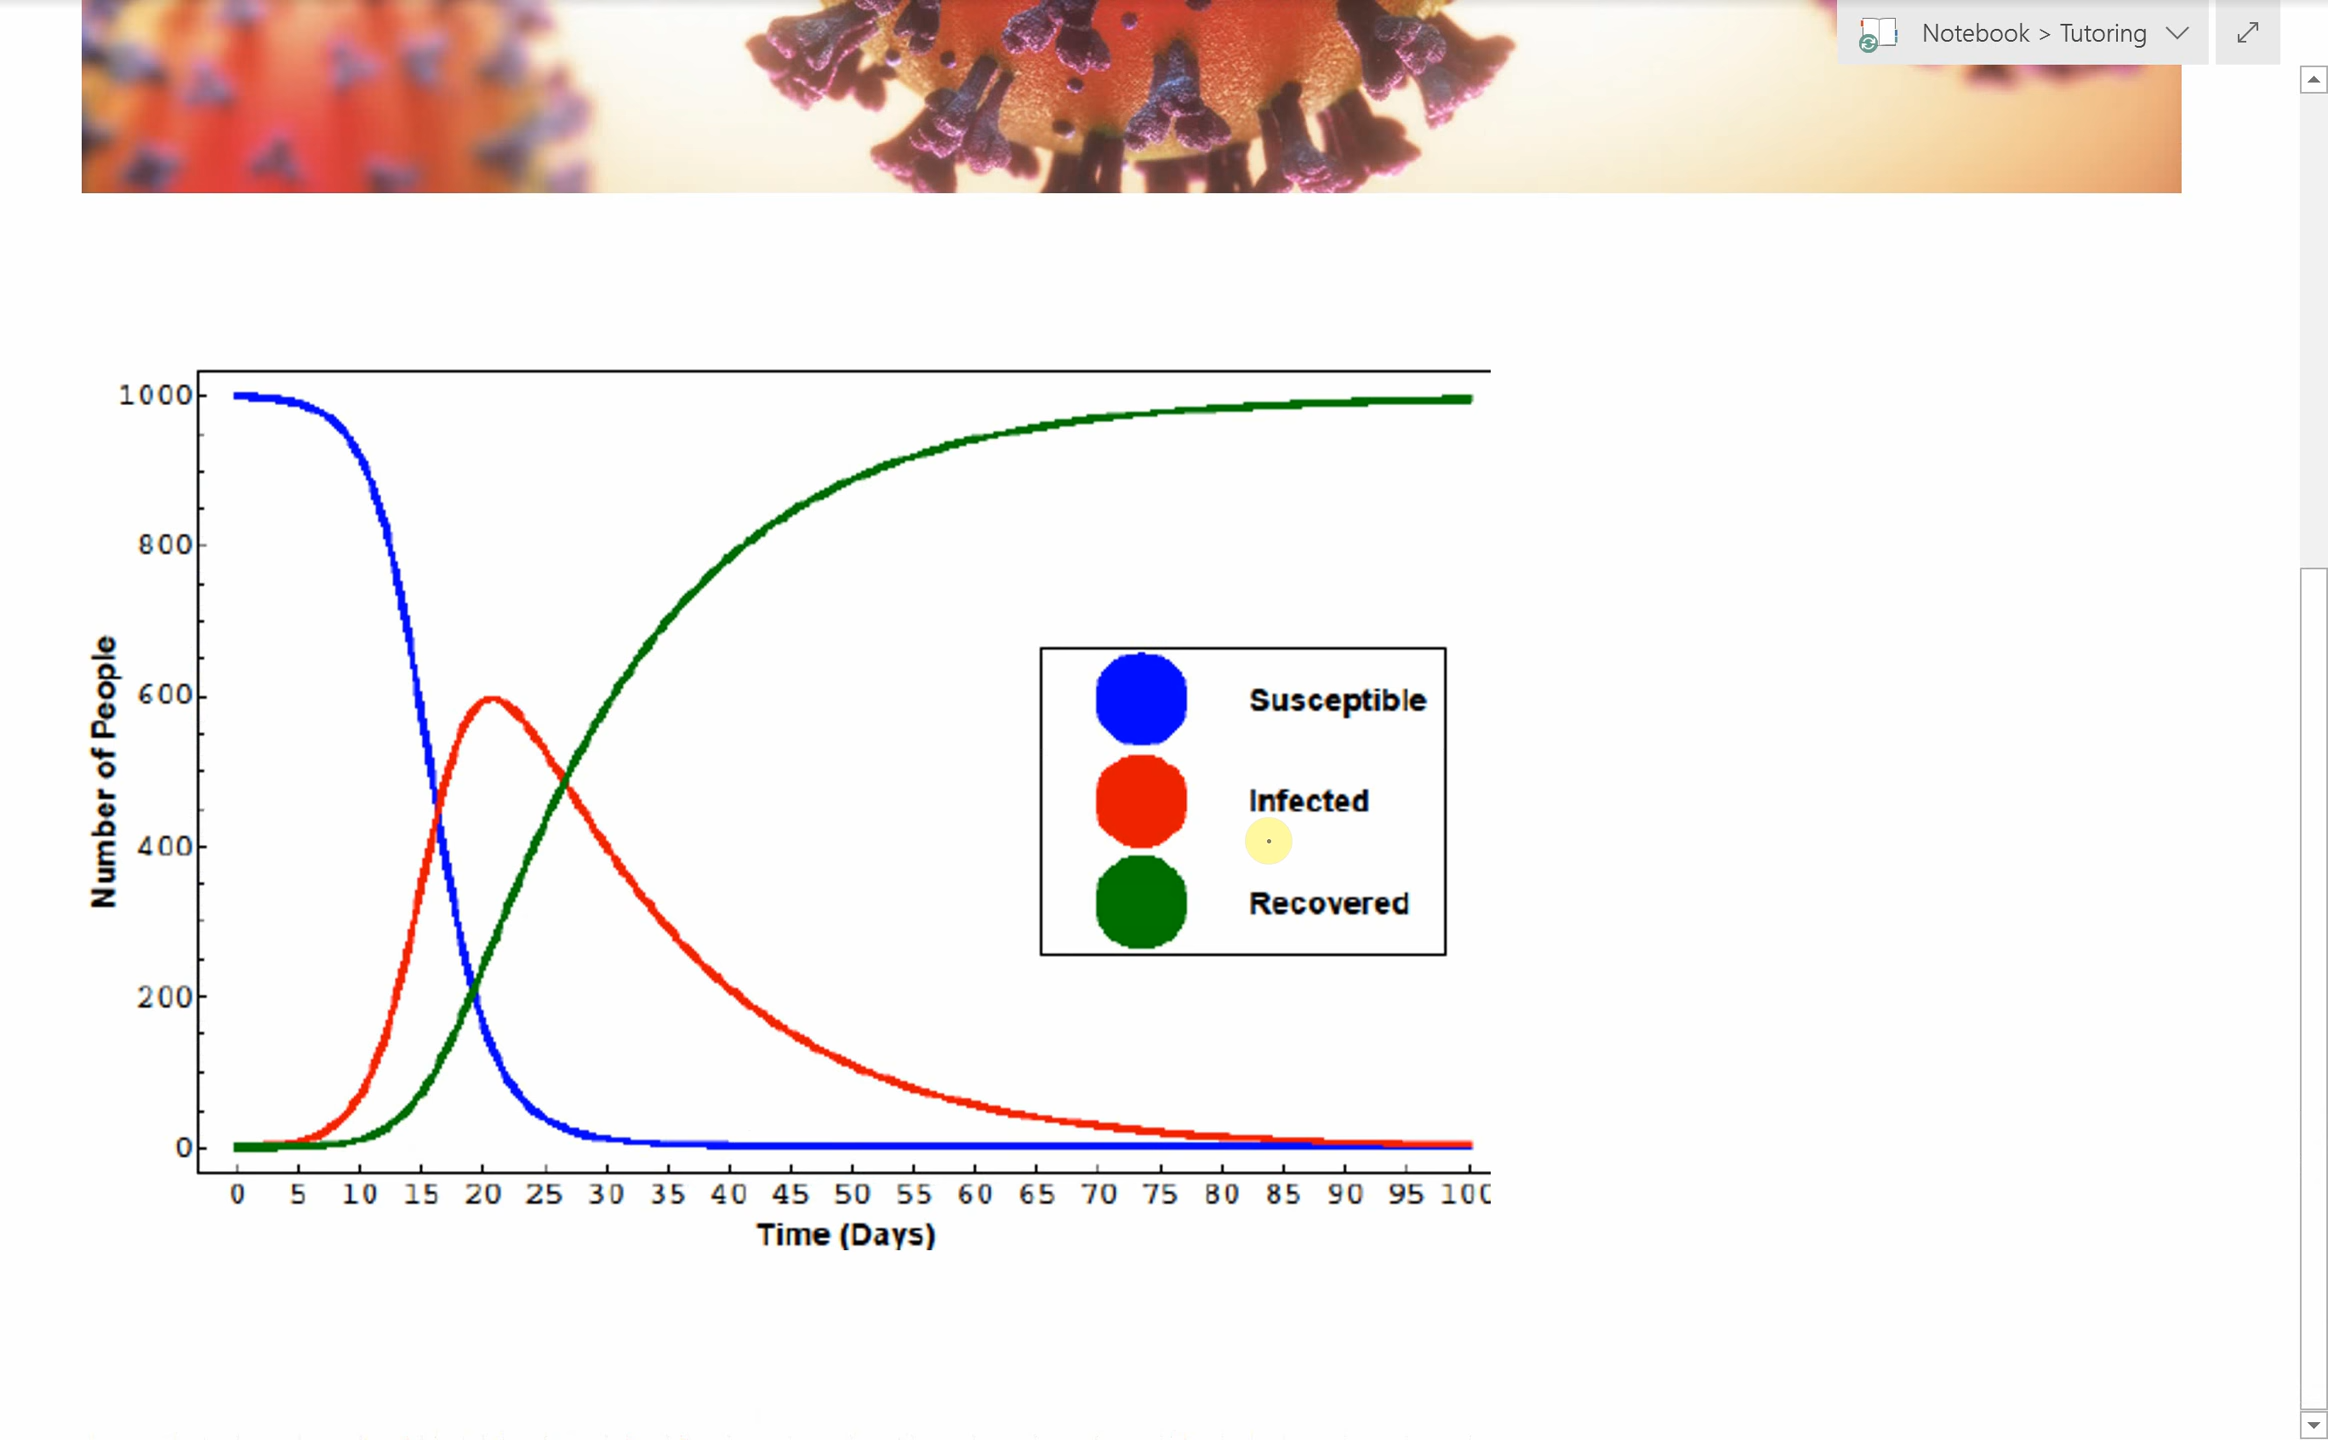 Notebook > Tutoring
1000
800
600
400
200
0
Number of People
Susceptible
Infected
Recovered
0 5 10 15 20 25 30 35 40 45 50 55 60 65 70 75 80 85 90 95 100
Time (Days)